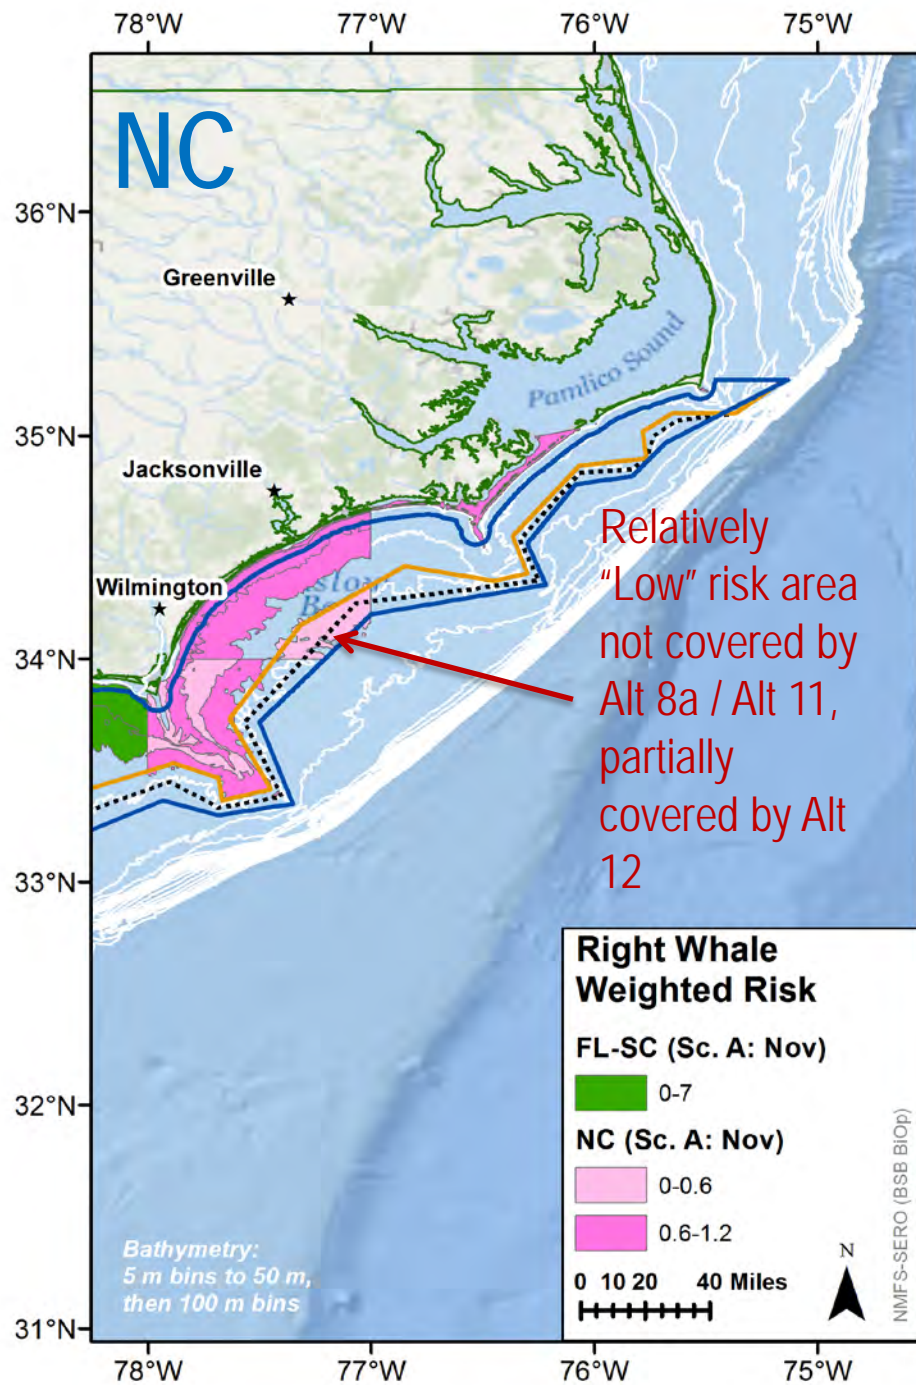 78°W 77°W 76°W 75°W
NC
36°N
Greenville
Pamlico Sound
35°N
Jacksonville
Relatively
“Low” risk area
not covered by
Alt 8a / Alt 11,
partially
covered by Alt
12
Wilmington
34°N
33°N
Right Whale
Weighted Risk
FL-SC (Sc. A: Nov)
0-7
32°N
NC (Sc. A: Nov)
0-0.6
0.6-1.2
Bathymetry:
5 m bins to 50 m,
then 100 m bins
0 10 20 40 Miles
N
NMFS-SERO (BSB BiOp)
31°N
78°W 77°W 76°W 75°W